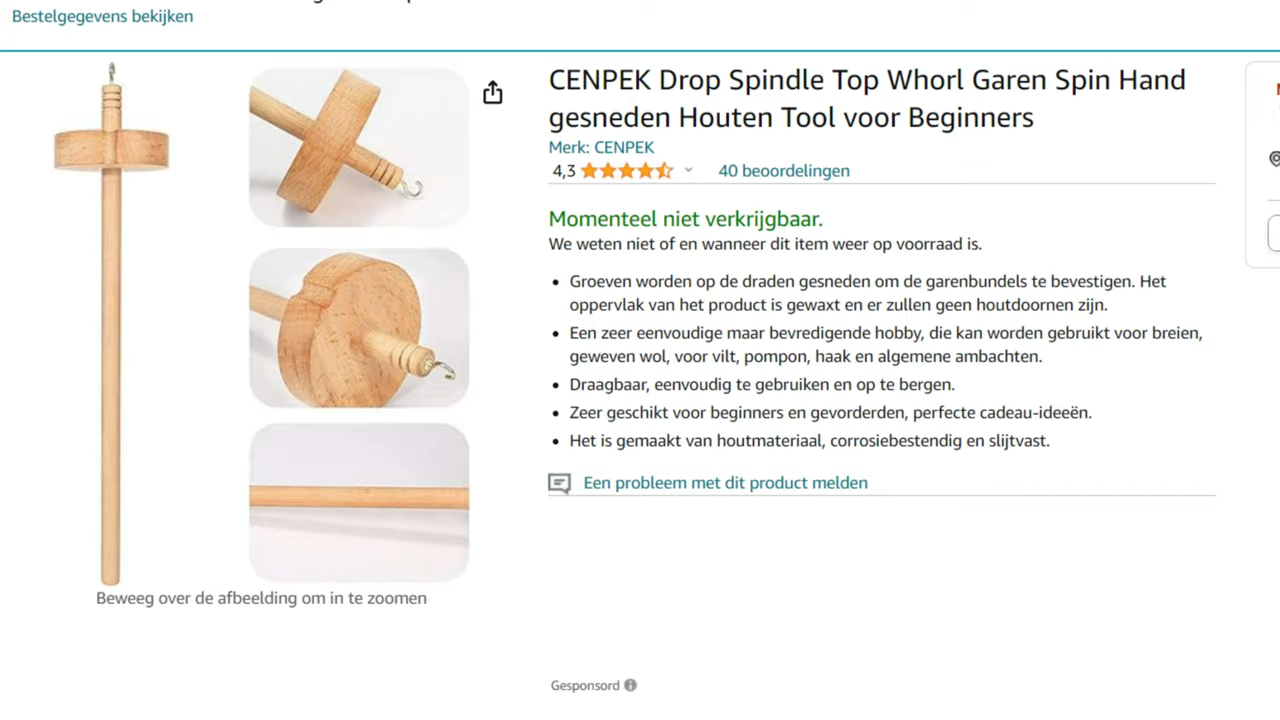 Bestelgegevens bekijken
CENPEK Drop Spindle Top Whorl Garen Spin Hand
gesneden Houten Tool voor Beginners
Merk: CENPEK
4,3
40 beoordelingen
Momenteel niet verkrijgbaar.
We weten niet of en wanneer dit item weer op voorraad is.
Groeven worden op de draden gesneden om de garenbundels te bevestigen. Het
oppervlak van het product is gewaxt en er zullen geen houtdoornen zijn.
Een zeer eenvoudige maar bevredigende hobby, die kan worden gebruikt voor breien,
geweven wol, voor vilt, pompon, haak en algemene ambachten.
Draagbaar, eenvoudig te gebruiken en op te bergen.
Zeer geschikt voor beginners en gevorderden, perfecte cadeau-ideeën.
Het is gemaakt van houtmateriaal, corrosiebestendig en slijtvast.
Een probleem met dit product melden
Beweeg over de afbeelding om in te zoomen
Gesponsord